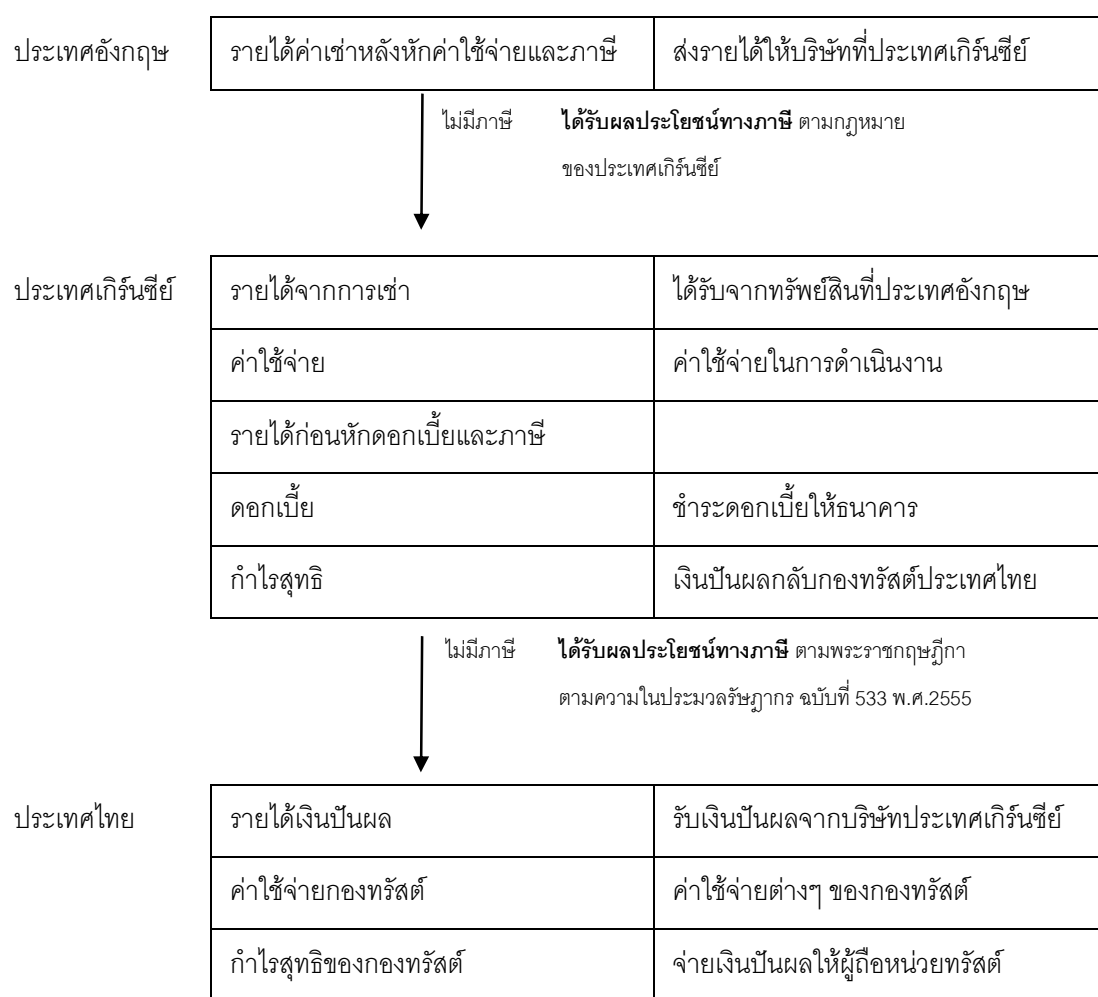 ประเทศอังกฤษ รายได้ค่าเช่าหลังหักค่าใช้จ่ายและภาษี ส่งรายได้ให้บริษัทที่ประเทศเกิร์นซีย์
ไม่มีภาษี ได้รับผลประโยชน์ทางภาษี ตามกฎหมาย
ของประเทศเกิร์นซีย์
ประเทศเกิร์นซีย์ รายได้จากการเช่า ได้รับจากทรัพย์สินที่ประเทศอังกฤษ
ค่าใช้จ่าย ค่าใช้จ่ายในการดำเนินงาน
รายได้ก่อนหักดอกเบี้ยและภาษี
ดอกเบี้ย ชำระดอกเบี้ยให้ธนาคาร
กำไรสุทธิ เงินปันผลกลับกองทรัสต์ประเทศไทย
ไม่มีภาษี ได้รับผลประโยชน์ทางภาษี ตามพระราชกฤษฎีกา
ตามความในประมวลรัษฎากร ฉบับที่ 533 พ.ศ.2555
ประเทศไทย รายได้เงินปันผล รับเงินปันผลจากบริษัทประเทศเกิร์นซีย์
ค่าใช้จ่ายกองทรัสต์ ค่าใช้จ่ายต่างๆ ของกองทรัสต์
กำไรสุทธิของกองทรัสต์ จ่ายเงินปันผลให้ผู้ถือหน่วยทรัสต์